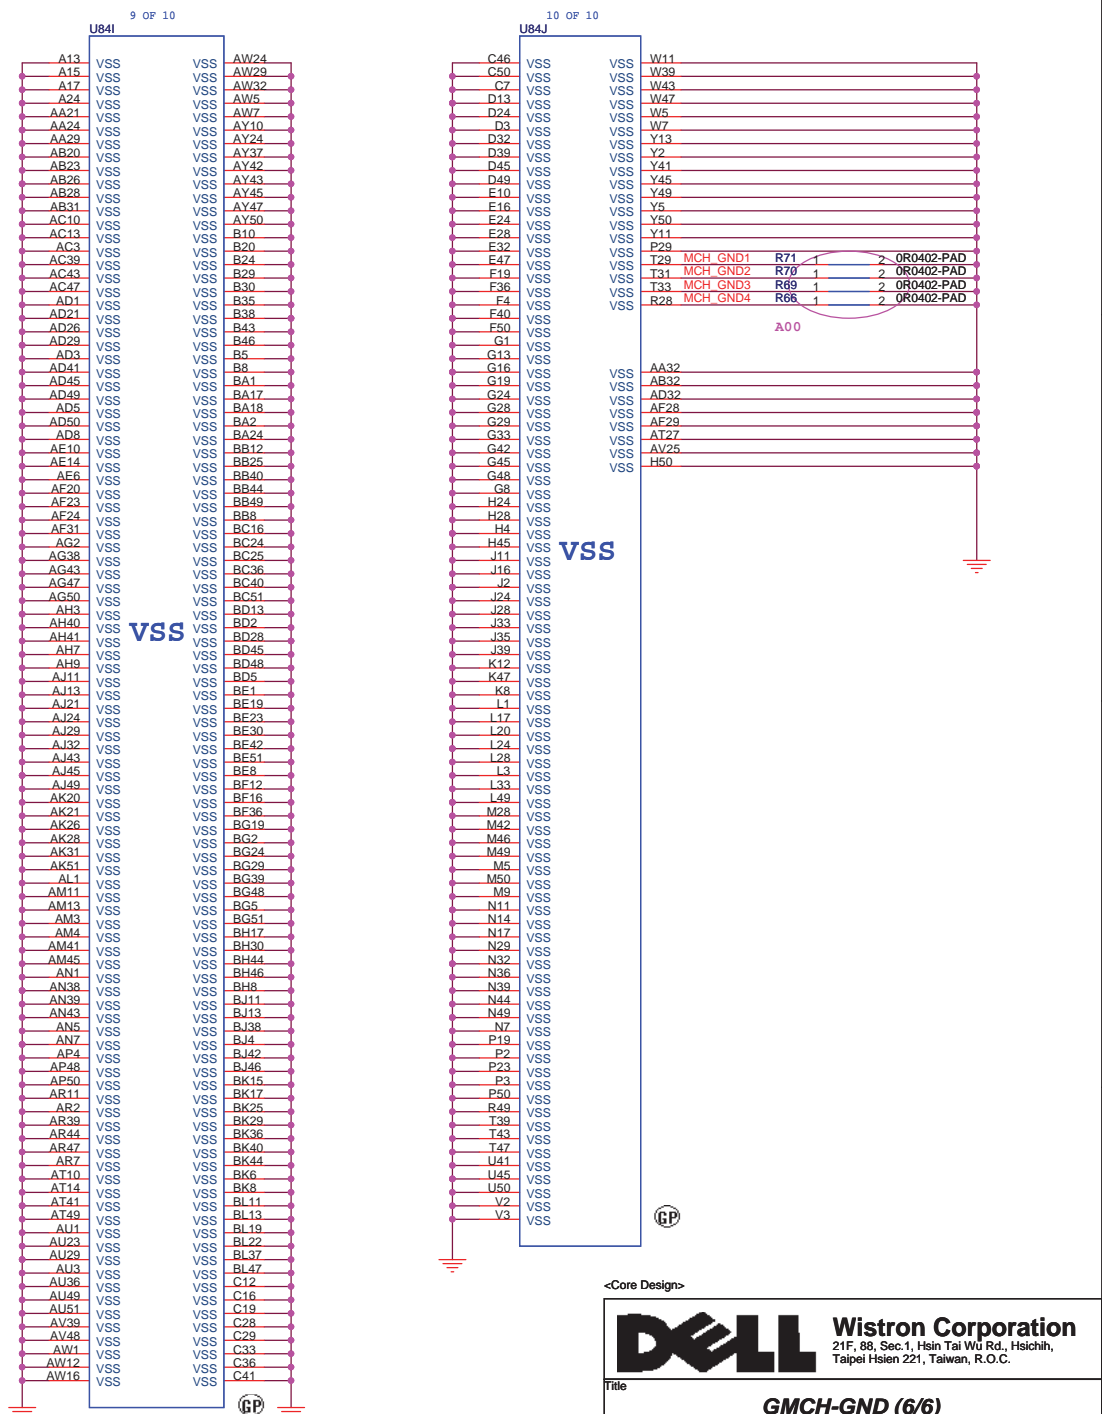 9 OF 10
U84I
A13 VSS VSS AW24
A15 VSS VSS AW29
A17 VSS VSS AW32
A24 VSS VSS AW5
AA21 VSS VSS AW7
AA24 VSS VSS AY10
AA29 VSS VSS AY24
AB20 VSS VSS AY37
AB23 VSS VSS AY42
AB26 VSS VSS AY43
AB28 VSS VSS AY45
AB31 VSS VSS AY47
AC10 VSS VSS AY50
AC13 VSS VSS B10
AC3 VSS VSS B20
AC39 VSS VSS B24
AC43 VSS VSS B29
AC47 VSS VSS B30
AD1 VSS VSS B35
AD21 VSS VSS B38
AD26 VSS VSS B43
AD29 VSS VSS B46
AD3 VSS VSS B5
AD41 VSS VSS B8
AD45 VSS VSS BA1
AD49 VSS VSS BA17
AD5 VSS VSS BA18
AD50 VSS VSS BA2
AD8 VSS VSS BA24
AE10 VSS VSS BB12
AE14 VSS VSS BB25
AE6 VSS VSS BB40
AF20 VSS VSS BB44
AF23 VSS VSS BB49
AF24 VSS VSS BB8
AF31 VSS VSS BC16
AG2 VSS VSS BC24
AG38 VSS VSS BC25
AG43 VSS VSS BC36
AG47 VSS VSS BC40
AG50 VSS VSS BC51
AH3 VSS VSS BD13
AH40 VSS VSS BD2
VSS
AH41 VSS VSS BD28
AH7 VSS VSS BD45
AH9 VSS VSS BD48
AJ11 VSS VSS BD5
AJ13 VSS VSS BE1
AJ21 VSS VSS BE19
AJ24 VSS VSS BE23
AJ29 VSS VSS BE30
AJ32 VSS VSS BE42
AJ43 VSS VSS BE51
AJ45 VSS VSS BE8
AJ49 VSS VSS BF12
AK20 VSS VSS BF16
AK21 VSS VSS BF36
AK26 VSS VSS BG19
AK28 VSS VSS BG2
AK31 VSS VSS BG24
AK51 VSS VSS BG29
AL1 VSS VSS BG39
AM11 VSS VSS BG48
AM13 VSS VSS BG5
AM3 VSS VSS BG51
AM4 VSS VSS BH17
AM41 VSS VSS BH30
AM45 VSS VSS BH44
AN1 VSS VSS BH46
AN38 VSS VSS BH8
AN39 VSS VSS BJ11
AN43 VSS VSS BJ13
AN5 VSS VSS BJ38
AN7 VSS VSS BJ4
AP4 VSS VSS BJ42
AP48 VSS VSS BJ46
AP50 VSS VSS BK15
AR11 VSS VSS BK17
AR2 VSS VSS BK25
AR39 VSS VSS BK29
AR44 VSS VSS BK36
AR47 VSS VSS BK40
AR7 VSS VSS BK44
AT10 VSS VSS BK6
AT14 VSS VSS BK8
AT41 VSS VSS BL11
AT49 VSS VSS BL13
AU1 VSS VSS BL19
AU23 VSS VSS BL22
AU29 VSS VSS BL37
AU3 VSS VSS BL47
AU36 VSS VSS C12
AU49 VSS VSS C16
AU51 VSS VSS C19
AV39 VSS VSS C28
AV48 VSS VSS C29
AW1 VSS VSS C33
AW12 VSS VSS C36
AW16 VSS VSS C41
GP
10 OF 10
U84J
C46 VSS VSS W11
C50 VSS VSS W39
C7 VSS VSS W43
D13 VSS VSS W47
D24 VSS VSS W5
D3 VSS VSS W7
D32 VSS VSS Y13
D39 VSS VSS Y2
D45 VSS VSS Y41
D49 VSS VSS Y45
E10 VSS VSS Y49
E16 VSS VSS Y5
E24 VSS VSS Y50
E28 VSS VSS Y11
E32 VSS VSS P29
E47 VSS VSS T29 MCH_GND1 R71 1 2 0R0402-PAD
F19 VSS VSS T31 MCH_GND2 R70 1 2 0R0402-PAD
F36 VSS VSS T33 MCH_GND3 R69 1 2 0R0402-PAD
F4 VSS VSS R28 MCH_GND4 R66 1 2 0R0402-PAD
F40 VSS
A00
F50 VSS
G1 VSS
G13 VSS
G16 VSS VSS AA32
G19 VSS VSS AB32
G24 VSS VSS AD32
G28 VSS VSS AF28
G29 VSS VSS AF29
G33 VSS VSS AT27
G42 VSS VSS AV25
G45 VSS VSS H50
G48 VSS
G8 VSS
H24 VSS
H28 VSS
H4 VSS
H45 VSS
VSS
J11 VSS
J16 VSS
J2 VSS
J24 VSS
J28 VSS
J33 VSS
J35 VSS
J39 VSS
K12 VSS
K47 VSS
K8 VSS
L1 VSS
L17 VSS
L20 VSS
L24 VSS
L28 VSS
L3 VSS
L33 VSS
L49 VSS
M28 VSS
M42 VSS
M46 VSS
M49 VSS
M5 VSS
M50 VSS
M9 VSS
N11 VSS
N14 VSS
N17 VSS
N29 VSS
N32 VSS
N36 VSS
N39 VSS
N44 VSS
N49 VSS
N7 VSS
P19 VSS
P2 VSS
P23 VSS
P3 VSS
P50 VSS
R49 VSS
T39 VSS
T43 VSS
T47 VSS
U41 VSS
U45 VSS
U50 VSS
V2 VSS
V3 VSS
GP
<Core Design>
DELL
Wistron Corporation
21F, 88, Sec.1, Hsin Tai Wu Rd., Hsichih,
Taipei Hsien 221, Taiwan, R.O.C.
Title
GMCH-GND (6/6)